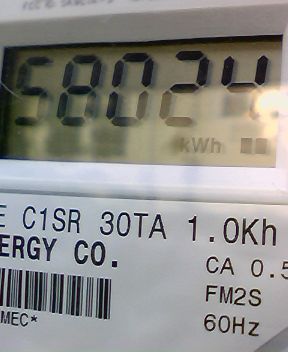 58024
kWh
E C1SR 30TA 1.0Kh
ERGY CO.
CA 0.5
FM2S
MEC*
60Hz